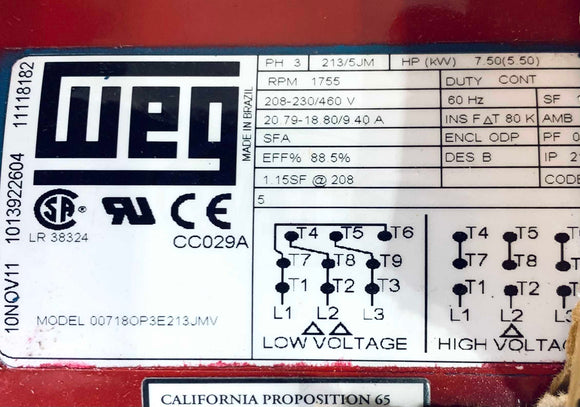 WEG
MADE IN BRAZIL
11118182
1013922604
10NOV11
LR 38324
CC029A
MODEL 00718OP3E213JMV
PH 3 213/5JM HP (kW) 7.50(5.50)
RPM 1755 DUTY CONT
208-230/460 V 60 Hz SF
20.79-18.80/9.40 A INS F ΔT 80 K AMB
SFA ENCL ODP PF
EFF% 88.5% DES B IP 2
1.15SF @ 208 CODE
5
T4 T5 T6 T4 T5
T7 T8 T9 T7 T8
T1 T2 T3 T1 T2
L1 L2 L3 L1 L2
LOW VOLTAGE HIGH VOLTAG
CALIFORNIA PROPOSITION 65